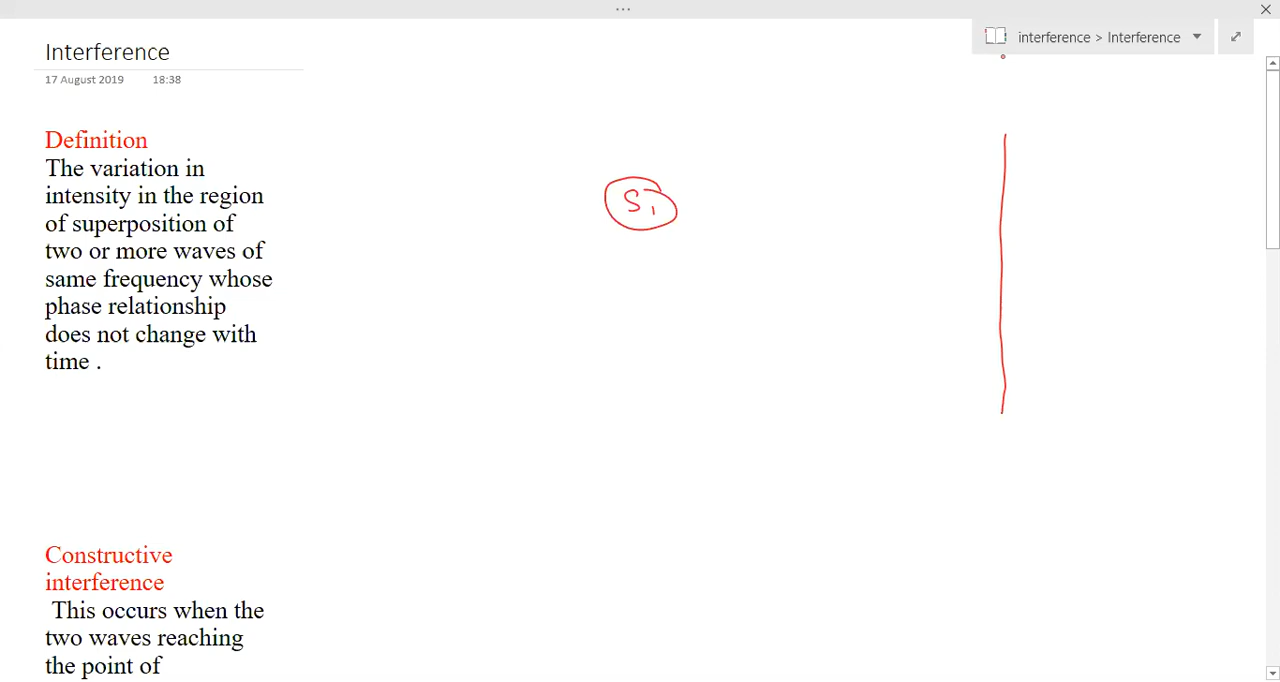 interference > Interference
Interference
17 August 2019 18:38
Definition
The variation in
intensity in the region
of superposition of
two or more waves of
same frequency whose
phase relationship
does not change with
time .
S1
Constructive
interference
This occurs when the
two waves reaching
the point of